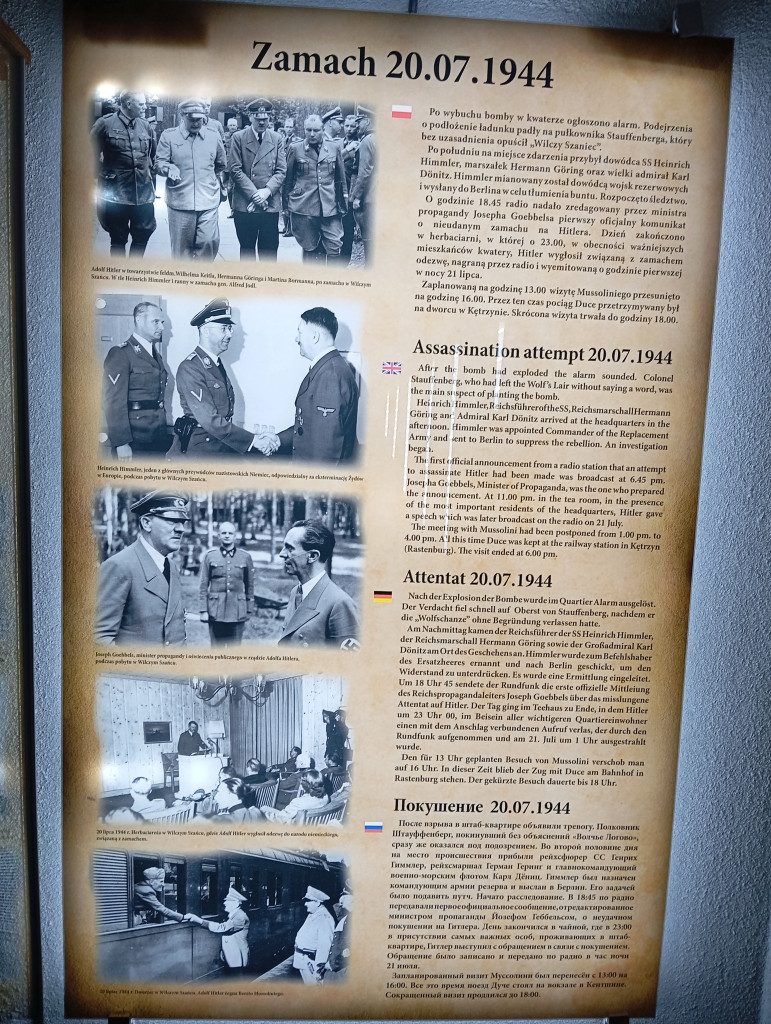 Zamach 20.07.1944
Po wybuchu bomby w kwaterze ogłoszono alarm. Podejrzenia
o podłożenie ładunku padły na pułkownika Stauffenberga, który
bez uzasadnienia opuścił „Wilczy Szaniec”.
Po południu na miejsce zdarzenia przybył dowódca SS Heinrich
Himmler, marszałek Hermann Göring oraz wielki admirał Karl
Dönitz. Himmler mianowany został dowódcą wojsk rezerwowych
i wysłany do Berlina w celu tłumienia buntu. Rozpoczęto śledztwo.
O godzinie 18.45 radio nadało zredagowany przez ministra
propagandy Josepha Goebbelsa pierwszy oficjalny komunikat
o nieudanym zamachu na Hitlera. Dzień zakończono
w herbaciarni, w której o 23.00, w obecności ważniejszych
mieszkańców kwatery, Hitler wygłosił związaną z zamachem
odezwę, nagraną przez radio i wyemitowaną o godzinie pierwszej
w nocy 21 lipca.
Zaplanowaną na godzinę 13.00 wizytę Mussoliniego przesunięto
na godzinę 16.00. Przez ten czas pociąg Duce przetrzymywany był
na dworcu w Kętrzynie. Skrócona wizyta trwała do godziny 18.00.
Adolf Hitler w towarzystwie feldm. Wilhelma Keitla, Hermanna Göringa i Martina Bormanna, po zamachu w Wilczym
Szańcu. W tle Heinrich Himmler i ranny w zamachu gen. Alfred Jodl.
Heinrich Himmler, jeden z głównych przywódców nazistowskich Niemiec, odpowiedzialny za eksterminację Żydów
w Europie, podczas pobytu w Wilczym Szańcu.
Joseph Goebbels, minister propagandy i oświecenia publicznego w rządzie Adolfa Hitlera,
podczas pobytu w Wilczym Szańcu.
20 lipca 1944 r. Herbaciarnia w Wilczym Szańcu, gdzie Adolf Hitler wygłosił odezwę do narodu niemieckiego,
związaną z zamachem.
lipca 1944 r. Dworzec w Wilczym Szańcu. Adolf Hitler żegna Benito Mussoliniego.
Assassination attempt 20.07.1944
After the bomb had exploded the alarm sounded. Colonel
Stauffenberg, who had left the Wolf's Lair without saying a word, was
the main suspect of planting the bomb.
Heinrich Himmler, Reichsführer of the SS, Reichsmarschall Hermann
Göring and Admiral Karl Dönitz arrived at the headquarters in the
afternoon. Himmler was appointed Commander of the Replacement
Army and sent to Berlin to suppress the rebellion. An investigation
began.
The first official announcement from a radio station that an attempt
to assassinate Hitler had been made was broadcast at 6.45 pm.
Josepha Goebbels, Minister of Propaganda, was the one who prepared
the announcement. At 11.00 pm. in the tea room, in the presence
of the most important residents of the headquarters, Hitler gave
a speech which was later broadcast on the radio on 21 July.
The meeting with Mussolini had been postponed from 1.00 pm. to
4.00 pm. All this time Duce was kept at the railway station in Kętrzyn
(Rastenburg). The visit ended at 6.00 pm.
Attentat 20.07.1944
Nach der Explosion der Bombe wurde im Quartier Alarm ausgelöst.
Der Verdacht fiel schnell auf Oberst von Stauffenberg, nachdem er
die „Wolfschanze” ohne Begründung verlassen hatte.
Am Nachmittag kamen der Reichsführer der SS Heinrich Himmler,
der Reichsmarschall Hermann Göring sowie der Großadmiral Karl
Dönitz am Ort des Geschehens an. Himmler wurde zum Befehlshaber
des Ersatzheeres ernannt und nach Berlin geschickt, um den
Widerstand zu unterdrücken. Es wurde eine Ermittlung eingeleitet.
Um 18 Uhr 45 sendete der Rundfunk die erste offizielle Mittleiung
des Reichspropagandaleiters Joseph Goebbels über das misslungene
Attentat auf Hitler. Der Tag ging im Teehaus zu Ende, in dem Hitler
um 23 Uhr 00, im Beisein aller wichtigeren Quartiereinwohner
einen mit dem Anschlag verbundenen Aufruf verlas, der durch den
Rundfunk aufgenommen und am 21. Juli um 1 Uhr ausgestrahlt
wurde.
Den für 13 Uhr geplanten Besuch von Mussolini verschob man
auf 16 Uhr. In dieser Zeit blieb der Zug mit Duce am Bahnhof in
Rastenburg stehen. Der gekürzte Besuch dauerte bis 18 Uhr.
Покушение 20.07.1944
После взрыва в штаб-квартире объявили тревогу. Полковник
Штауффенберг, покинувший без объяснений «Волчье Логово»,
сразу же оказался под подозрением. Во второй половине дня
на место происшествия прибыли рейхсфюрер СС Генрих
Гиммлер, рейхсмаршал Герман Геринг и главнокомандующий
военно-морским флотом Карл Дёниц. Гиммлер был назначен
командующим армии резерва и выслан в Берлин. Его задачей
было подавить путч. Начато расследование. В 18:45 по радио
передавали первое официальное сообщение, отредактированное
министром пропаганды Йозефом Геббельсом, о неудачном
покушении на Гитлера. День закончился в чайной, где в 23:00
в присутствии самых важных особ, проживающих в штаб-
квартире, Гитлер выступил с обращением в связи с покушением.
Обращение было записано и передано по радио в час ночи
21 июля.
Запланированный визит Муссолини был перенесён с 13:00 на
16:00. Все это время поезд Дуче стоял на вокзале в Кентшине.
Сокращенный визит продлился до 18:00.